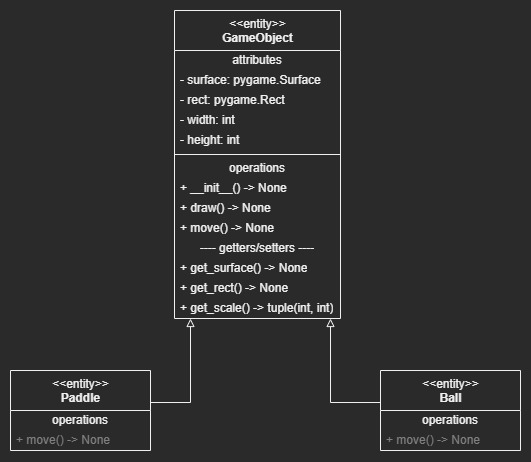 <<entity>>
GameObject
attributes
- surface: pygame.Surface
- rect: pygame.Rect
- width: int
- height: int
operations
+ __init__() -> None
+ draw() -> None
+ move() -> None
---- getters/setters ----
+ get_surface() -> None
+ get_rect() -> None
+ get_scale() -> tuple(int, int)
<<entity>>
Paddle
operations
+ move() -> None
<<entity>>
Ball
operations
+ move() -> None